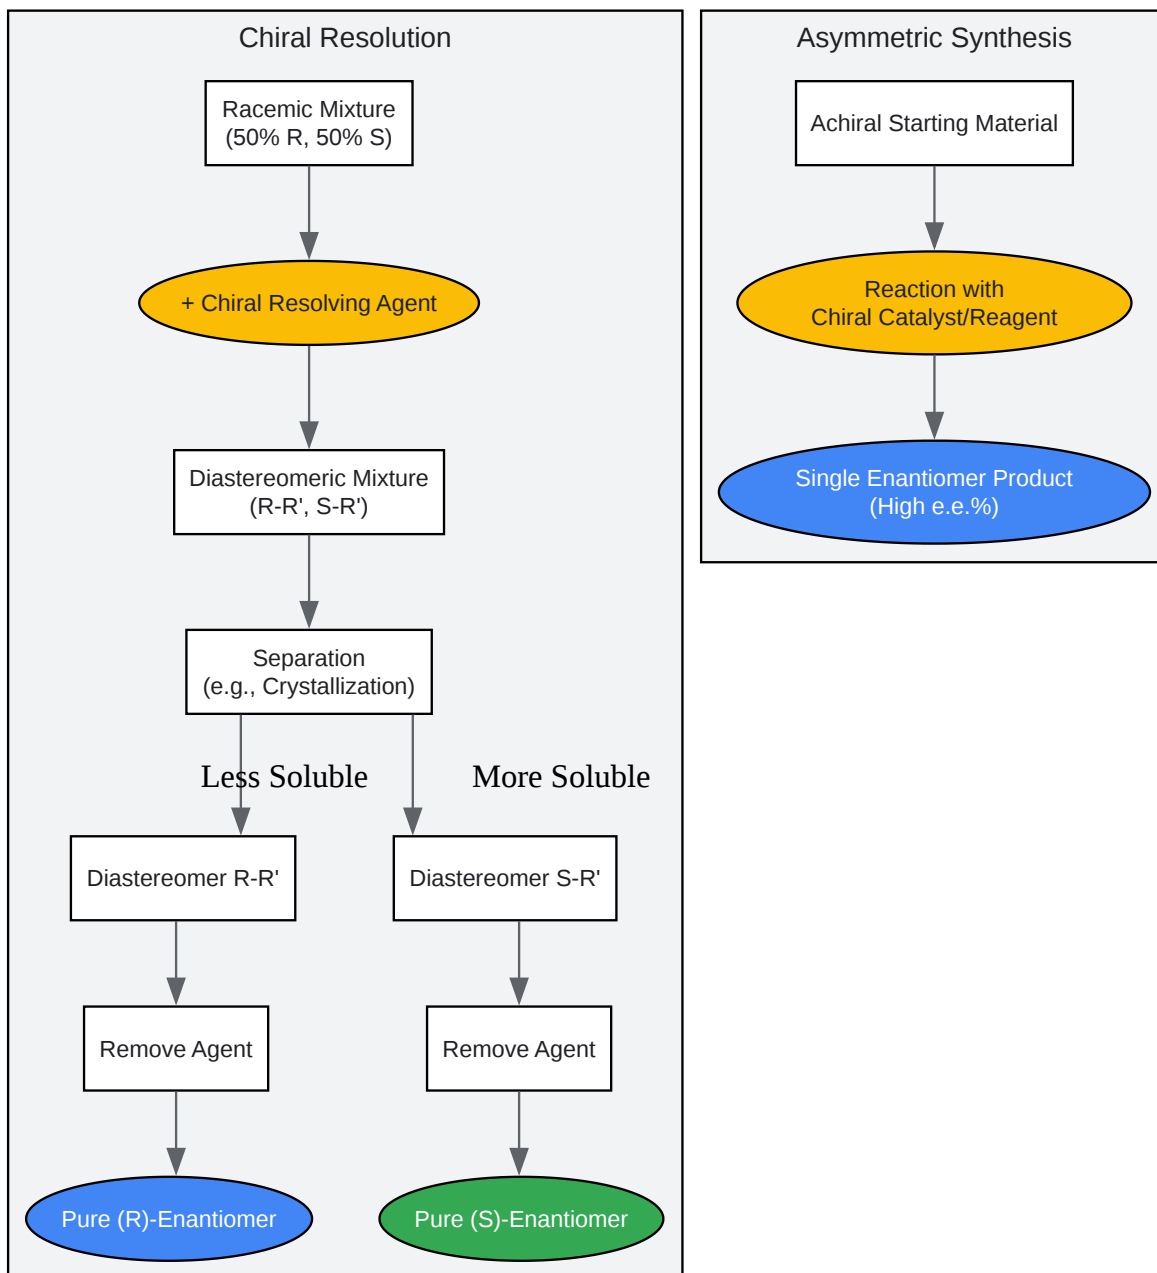 Chiral Resolution
Racemic Mixture
(50% R, 50% S)
+ Chiral Resolving Agent
Diastereomeric Mixture
(R-R', S-R')
Separation
(e.g., Crystallization)
Less Soluble
More Soluble
Diastereomer R-R'
Diastereomer S-R'
Remove Agent
Remove Agent
Pure (R)-Enantiomer
Pure (S)-Enantiomer
Asymmetric Synthesis
Achiral Starting Material
Reaction with
Chiral Catalyst/Reagent
Single Enantiomer Product
(High e.e.%)